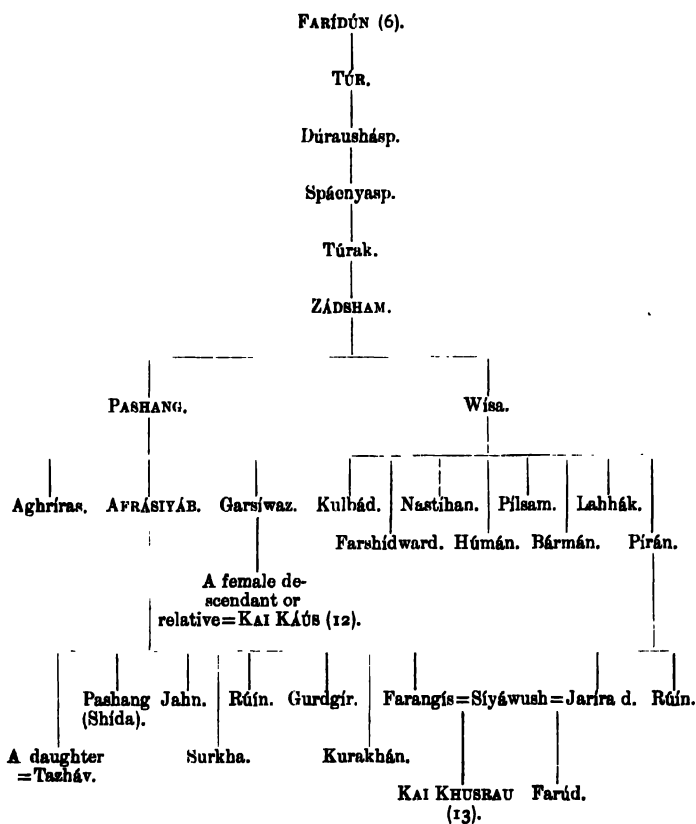 FARÍDÚN (6).
TÚR.
Dúraushásp.
Spáenyasp.
Túrak.
ZÁDSHAM.
PASHANG. Wísa.
Aghríras. AFRÁSIYÁB. Garsíwaz. Kulbád. Nastíhan. Pílsam. Lahhák.
Farshídward. Húmán. Bármán. Pírán.
A female de-
scendant or
relative=KAI KÁÚS (12).
Pashang Jahn. Rúín. Gurdgír. Farangís=Síyáwush=Jaríra d. Rúín.
(Shída).
A daughter Surkha. Kurakhán.
=Tazháv.
KAI KHUSRAU Farúd.
(13).